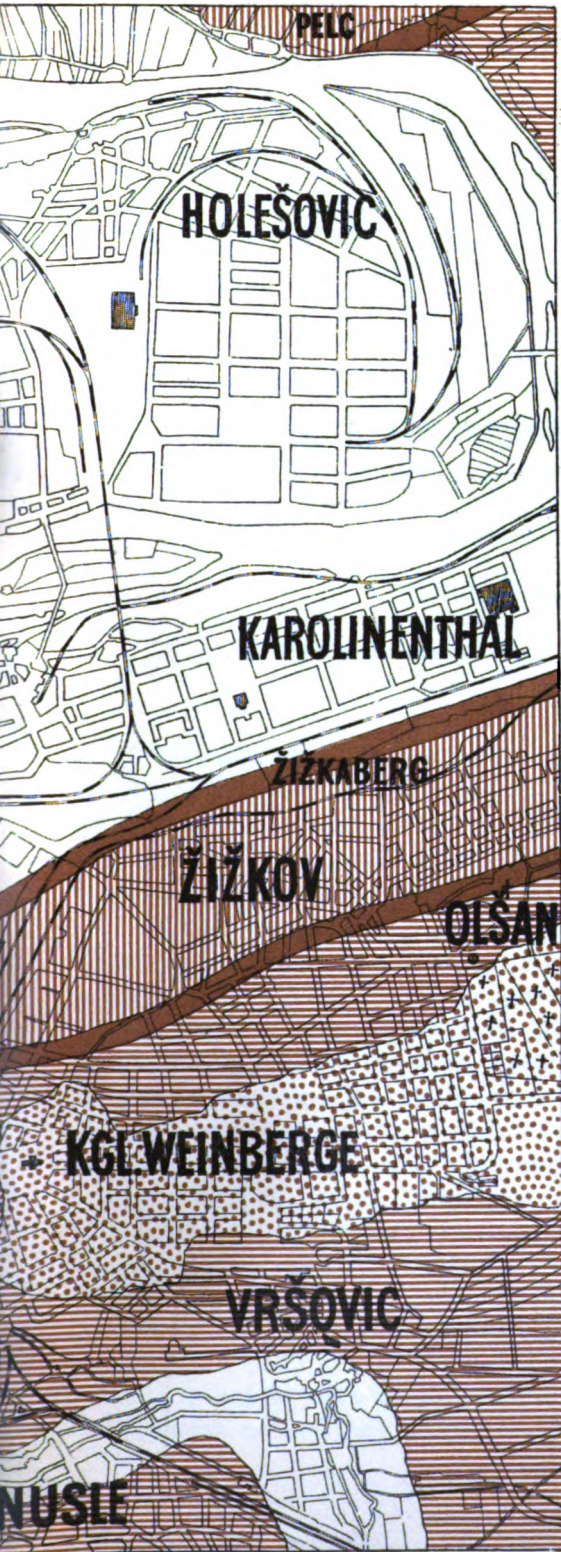 PELC
HOLEŠOVIC
KAROLINENTHAL
ŽIŽKABERG
ŽIŽKOV
OLŠAN
KGL.WEINBERGE
VRŠOVIC
NUSLE